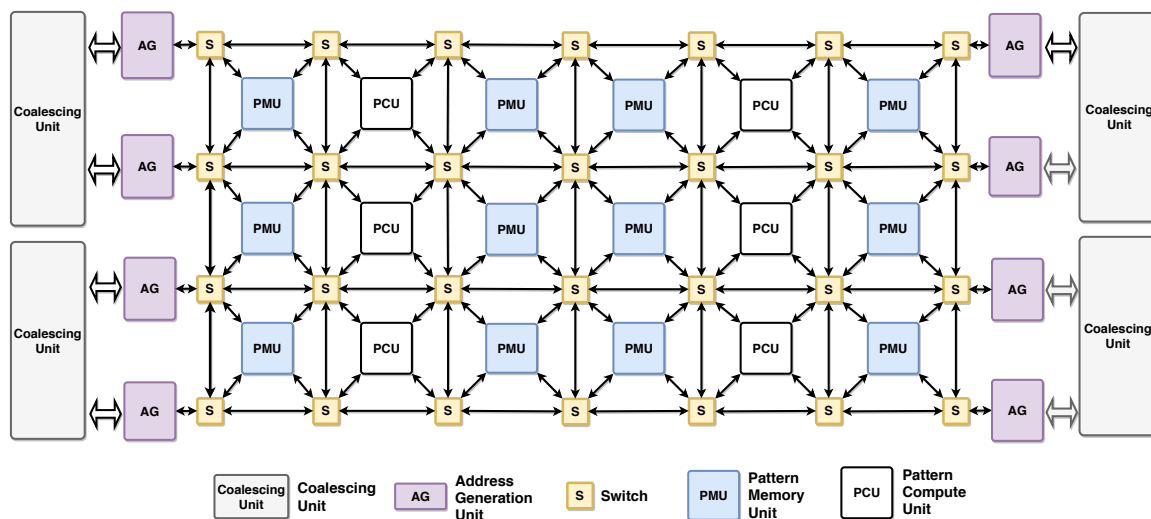 AG S S S S S S S AG
PMU PCU PMU PMU PCU PMU
Coalescing
Unit
Coalescing
Unit
AG S S S S S S S AG
PMU PCU PMU PMU PCU PMU
AG S S S S S S S AG
Coalescing
Unit
Coalescing
Unit
PMU PCU PMU PMU PCU PMU
AG S S S S S S S AG
Coalescing
Unit
Coalescing
Unit
AG
Address
Generation
Unit
S
Switch
PMU
Pattern
Memory
Unit
PCU
Pattern
Compute
Unit